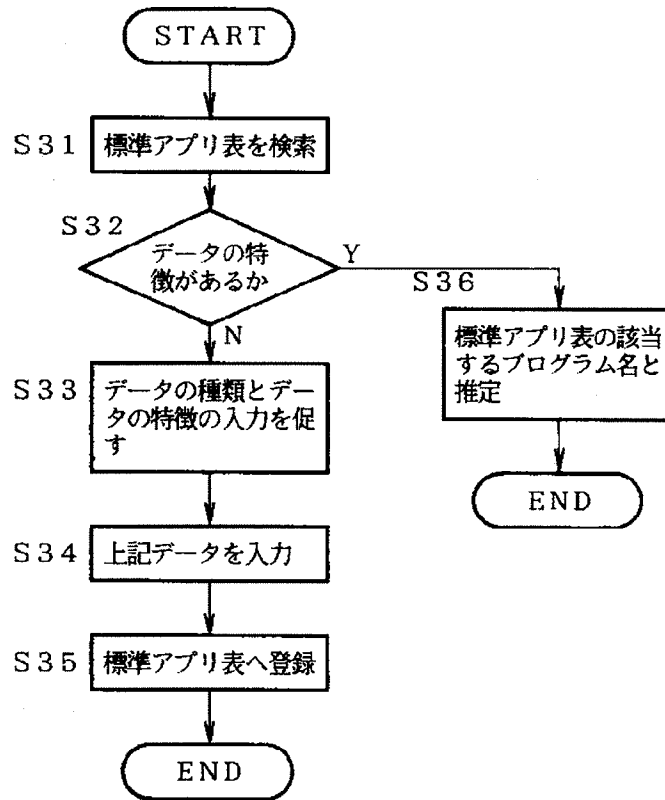 START
S31
標準アプリ表を検索
S32
データの特
徴があるか
Y
S36
N
標準アプリ表の該当
するプログラム名と
推定
S33
データの種類とデー
タの特徴の入力を促
す
END
S34
上記データを入力
S35
標準アプリ表へ登録
END